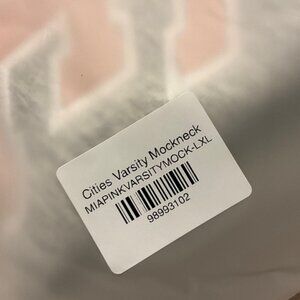 Cities Varsity Mockneck
MIAPINKVARSITYMOCK-LXL
98993102